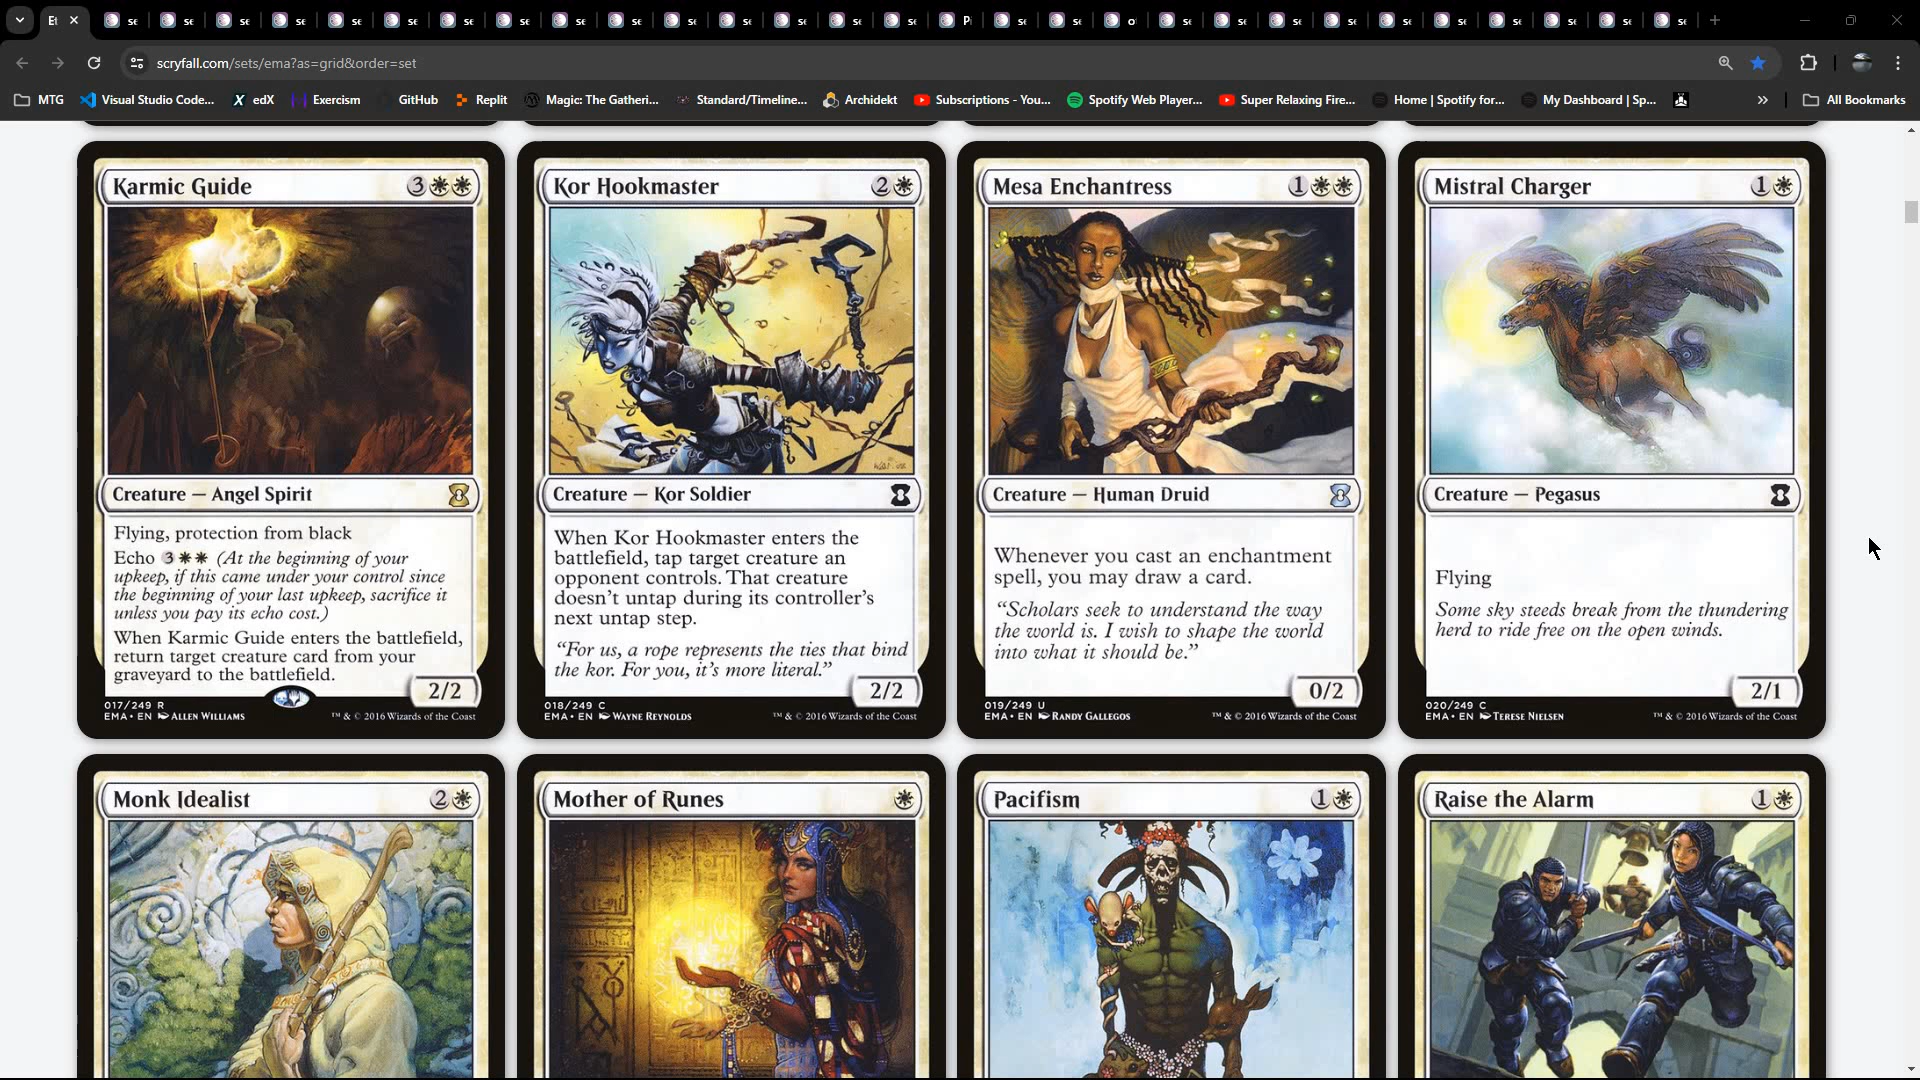 scryfall.com/sets/ema?as=grid&order=set
MTG
Visual Studio Code...
edX
Exercism
GitHub
Replit
Magic: The Gatheri...
Standard/Timeline...
Archidekt
Subscriptions - You...
Spotify Web Player...
Super Relaxing Fire...
Home | Spotify for...
My Dashboard | Sp...
»
All Bookmarks
Karmic Guide 3
Creature — Angel Spirit
Flying, protection from black
Echo 3 (At the beginning of your
upkeep, if this came under your control since
the beginning of your last upkeep, sacrifice it
unless you pay its echo cost.)
When Karmic Guide enters the battlefield,
return target creature card from your
graveyard to the battlefield.
2/2
017/249 R
EMA • EN Allen Williams
™ & © 2016 Wizards of the Coast
Kor Hookmaster 2
Creature — Kor Soldier
When Kor Hookmaster enters the
battlefield, tap target creature an
opponent controls. That creature
doesn't untap during its controller's
next untap step.
"For us, a rope represents the ties that bind
the kor. For you, it's more literal."
2/2
018/249 C
EMA • EN Wayne Reynolds
™ & © 2016 Wizards of the Coast
Mesa Enchantress 1
Creature — Human Druid
Whenever you cast an enchantment
spell, you may draw a card.
"Scholars seek to understand the way
the world is. I wish to shape the world
into what it should be."
0/2
019/249 U
EMA • EN Randy Gallegos
™ & © 2016 Wizards of the Coast
Mistral Charger 1
Creature — Pegasus
Flying
Some sky steeds break from the thundering
herd to ride free on the open winds.
2/1
020/249 C
EMA • EN Terese Nielsen
™ & © 2016 Wizards of the Coast
Monk Idealist 2
Mother of Runes
Pacifism 1
Raise the Alarm 1